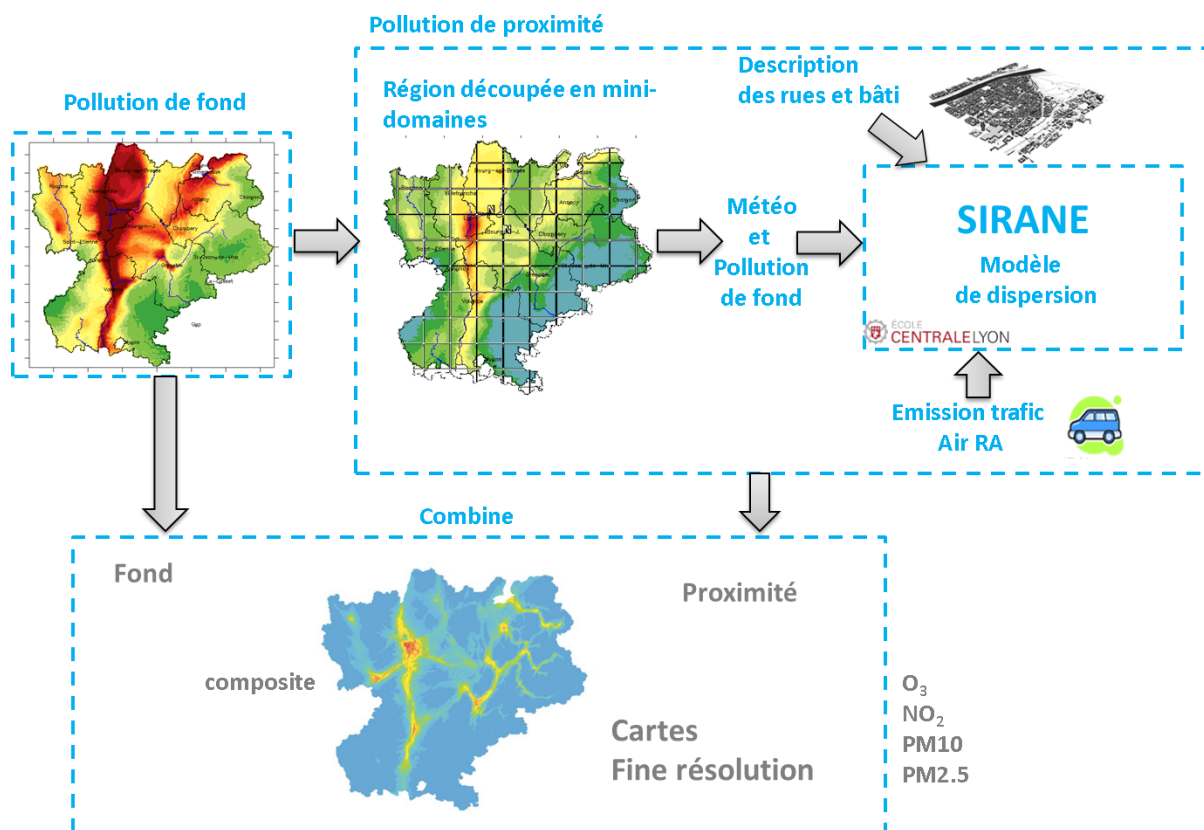 Pollution de proximité
Pollution de fond
Région découpée en mini-
domaines
Description
des rues et bâti
Météo
et
Pollution
de fond
SIRANE
Modèle
de dispersion
ÉCOLE
CENTRALELYON
Emission trafic
Air RA
Combine
Fond
Proximité
composite
Cartes
Fine résolution
O₃
NO₂
PM10
PM2.5